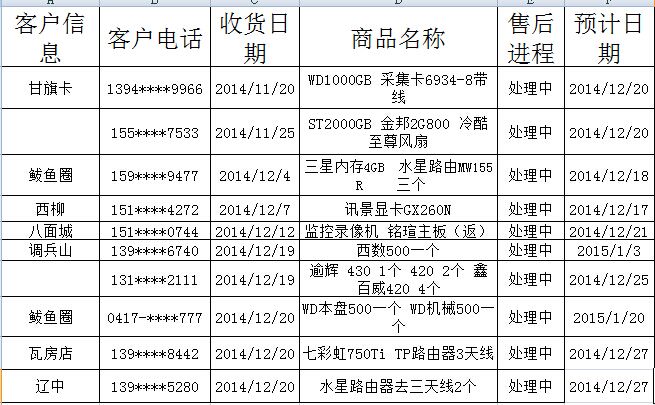 客户信息 客户电话 收货日期 商品名称 售后进程 预计日期
甘旗卡 1394****9966 2014/11/20 WD1000GB 采集卡6934-8带线 处理中 2014/12/20
155****7533 2014/11/25 ST2000GB 金邦2G800 冷酷至尊风扇 处理中 2014/12/20
鲅鱼圈 159****9477 2014/12/4 三星内存4GB 水星路由MW155R 三个 处理中 2014/12/18
西柳 151****4272 2014/12/7 讯景显卡GX260N 处理中 2014/12/17
八面城 151****0744 2014/12/12 监控录像机 铭瑄主板（返） 处理中 2014/12/21
调兵山 139****6740 2014/12/19 西数500一个 处理中 2015/1/3
131****2111 2014/12/19 逾辉 430 1个 420 2个 鑫百威420 4个 处理中 2014/12/25
鲅鱼圈 0417-****777 2014/12/20 WD本盘500一个 WD机械500一个 处理中 2015/1/20
瓦房店 139****8442 2014/12/20 七彩虹750Ti TP路由器3天线 处理中 2014/12/27
辽中 139****5280 2014/12/20 水星路由器去三天线2个 处理中 2014/12/27